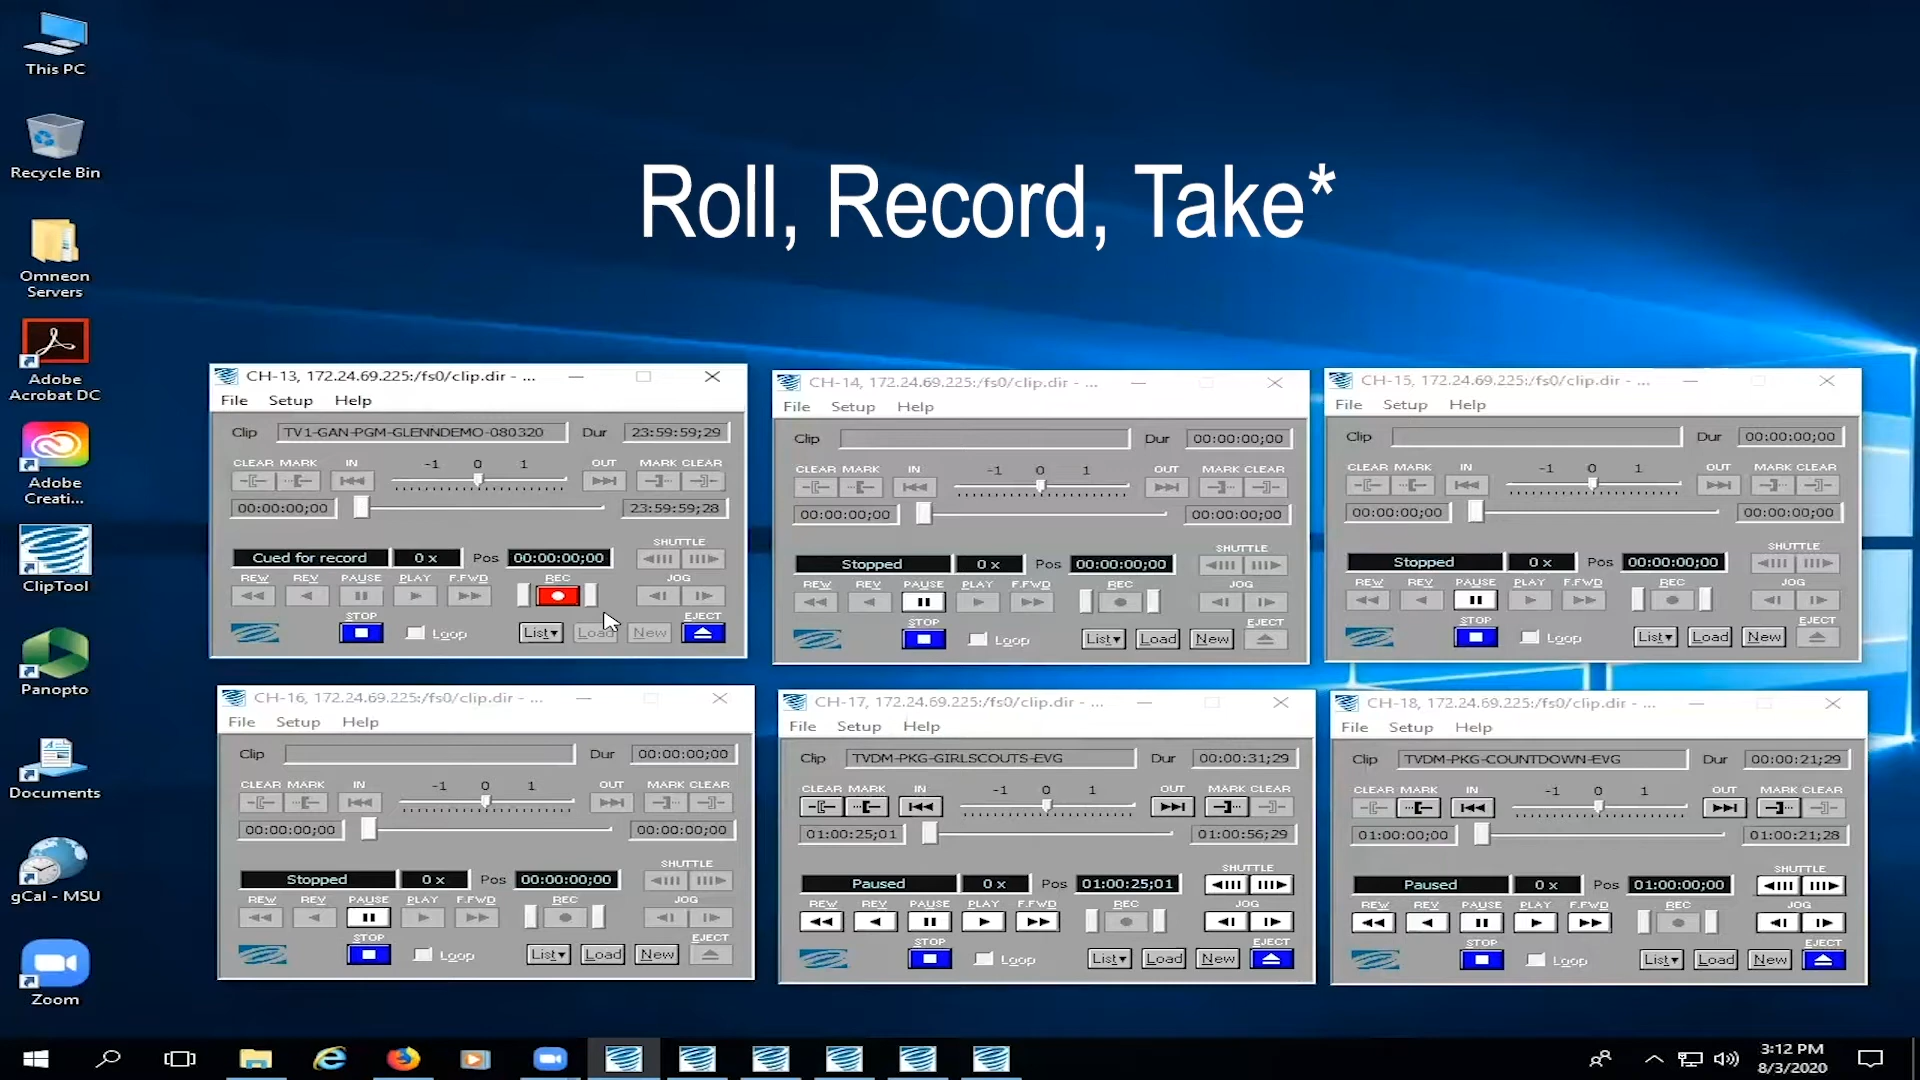 This PC
Recycle Bin
Omneon
Servers
Adobe
Acrobat DC
Adobe
Creati...
ClipTool
Panopto
Documents
gCal - MSU
Zoom
Roll, Record, Take*
CH-13, 172.24.69.225:/fs0/clip.dir - ...
File Setup Help
Clip TV1-GAN-PGM-GLENNDEMO-080320 Dur 23:59:59;29
CLEAR MARK IN -1 0 1 OUT MARK CLEAR
00:00:00;00 23:59:59;28
SHUTTLE
Cued for record 0 x Pos 00:00:00;00
REW REV PAUSE PLAY F.FWD REC JOG
STOP EJECT
Loop List Load New
CH-14, 172.24.69.225:/fs0/clip.dir - ...
File Setup Help
Clip Dur 00:00:00;00
CLEAR MARK IN -1 0 1 OUT MARK CLEAR
00:00:00;00 00:00:00;00
SHUTTLE
Stopped 0 x Pos 00:00:00;00
REW REV PAUSE PLAY F.FWD REC JOG
STOP EJECT
Loop List Load New
CH-15, 172.24.69.225:/fs0/clip.dir - ...
File Setup Help
Clip Dur 00:00:00;00
CLEAR MARK IN -1 0 1 OUT MARK CLEAR
00:00:00;00 00:00:00;00
SHUTTLE
Stopped 0 x Pos 00:00:00;00
REW REV PAUSE PLAY F.FWD REC JOG
STOP EJECT
Loop List Load New
CH-16, 172.24.69.225:/fs0/clip.dir - ...
File Setup Help
Clip Dur 00:00:00;00
CLEAR MARK IN -1 0 1 OUT MARK CLEAR
00:00:00;00 00:00:00;00
SHUTTLE
Stopped 0 x Pos 00:00:00;00
REW REV PAUSE PLAY F.FWD REC JOG
STOP EJECT
Loop List Load New
CH-17, 172.24.69.225:/fs0/clip.dir - ...
File Setup Help
Clip TVDM-PKG-GIRLSCOUTS-EVG Dur 00:00:31;29
CLEAR MARK IN -1 0 1 OUT MARK CLEAR
01:00:25;01 01:00:56;29
SHUTTLE
Paused 0 x Pos 01:00:25;01
REW REV PAUSE PLAY F.FWD REC JOG
STOP EJECT
Loop List Load New
CH-18, 172.24.69.225:/fs0/clip.dir - ...
File Setup Help
Clip TVDM-PKG-COUNTDOWN-EVG Dur 00:00:21;29
CLEAR MARK IN -1 0 1 OUT MARK CLEAR
01:00:00;00 01:00:21;28
SHUTTLE
Paused 0 x Pos 01:00:00;00
REW REV PAUSE PLAY F.FWD REC JOG
STOP EJECT
Loop List Load New
3:12 PM
8/3/2020